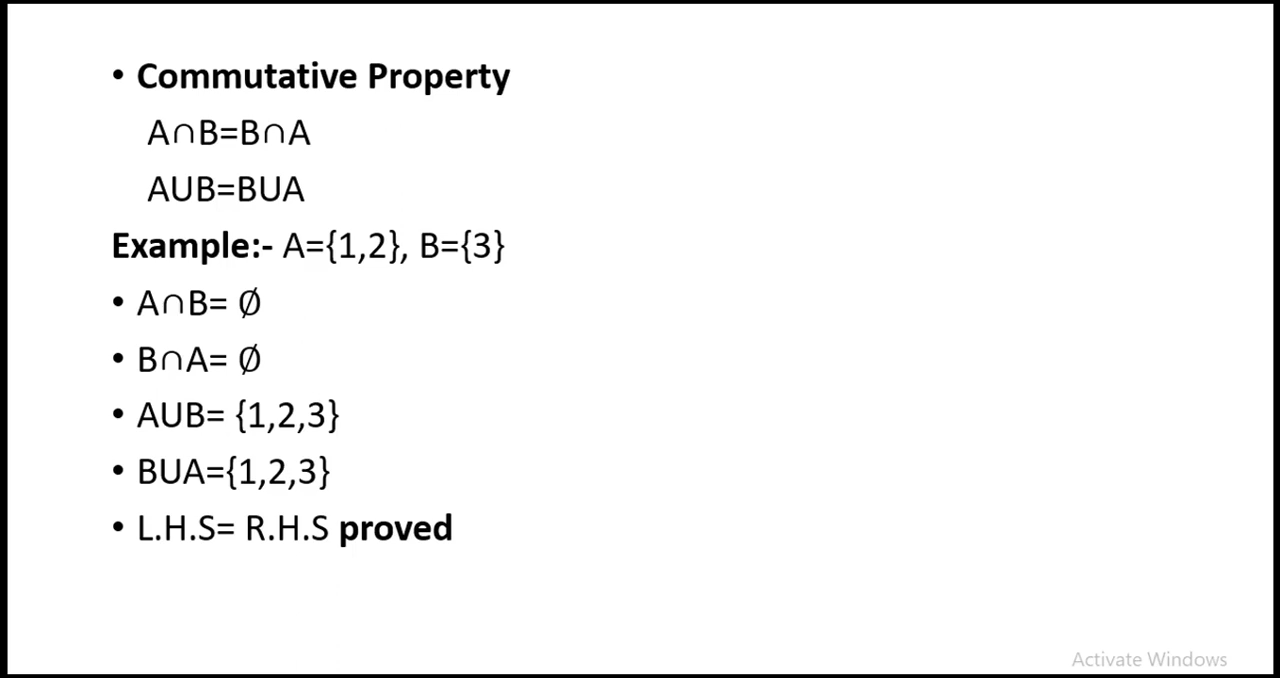 • Commutative Property
A∩B=B∩A
AUB=BUA
Example:- A={1,2}, B={3}
• A∩B= ∅
• B∩A= ∅
• AUB= {1,2,3}
• BUA={1,2,3}
• L.H.S= R.H.S proved
Activate Windows